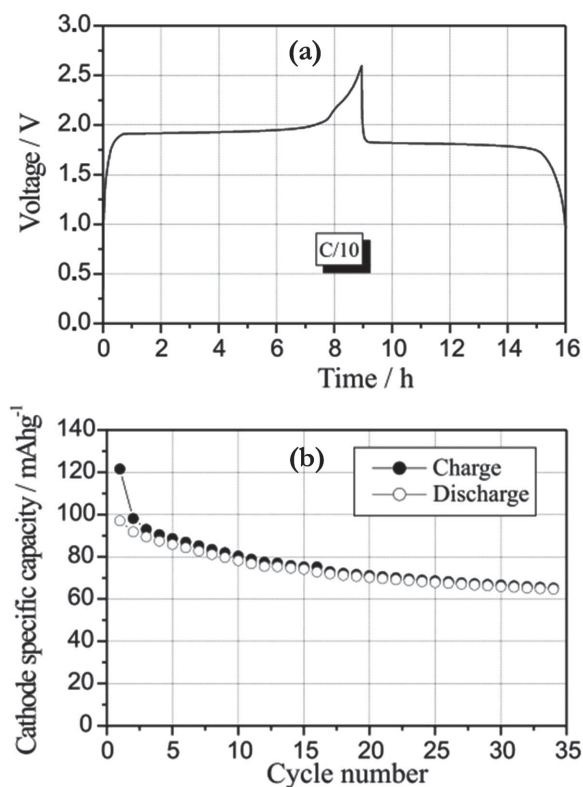 (a)
Voltage / V
3.0
2.5
2.0
1.5
1.0
0.5
0.0
C/10
0 2 4 6 8 10 12 14 16
Time / h
(b)
Cathode specific capacity / mAhg⁻¹
140
120
100
80
60
40
20
0
Charge
Discharge
0 5 10 15 20 25 30 35
Cycle number